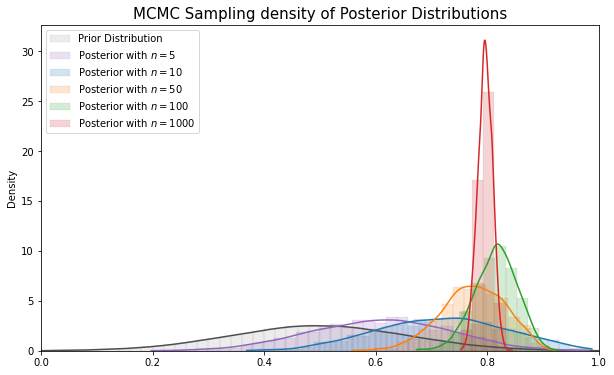 MCMC Sampling density of Posterior Distributions
Prior Distribution
Posterior with n = 5
Posterior with n = 10
Posterior with n = 50
Posterior with n = 100
Posterior with n = 1000
Density
30
25
20
15
10
5
0
0.0 0.2 0.4 0.6 0.8 1.0